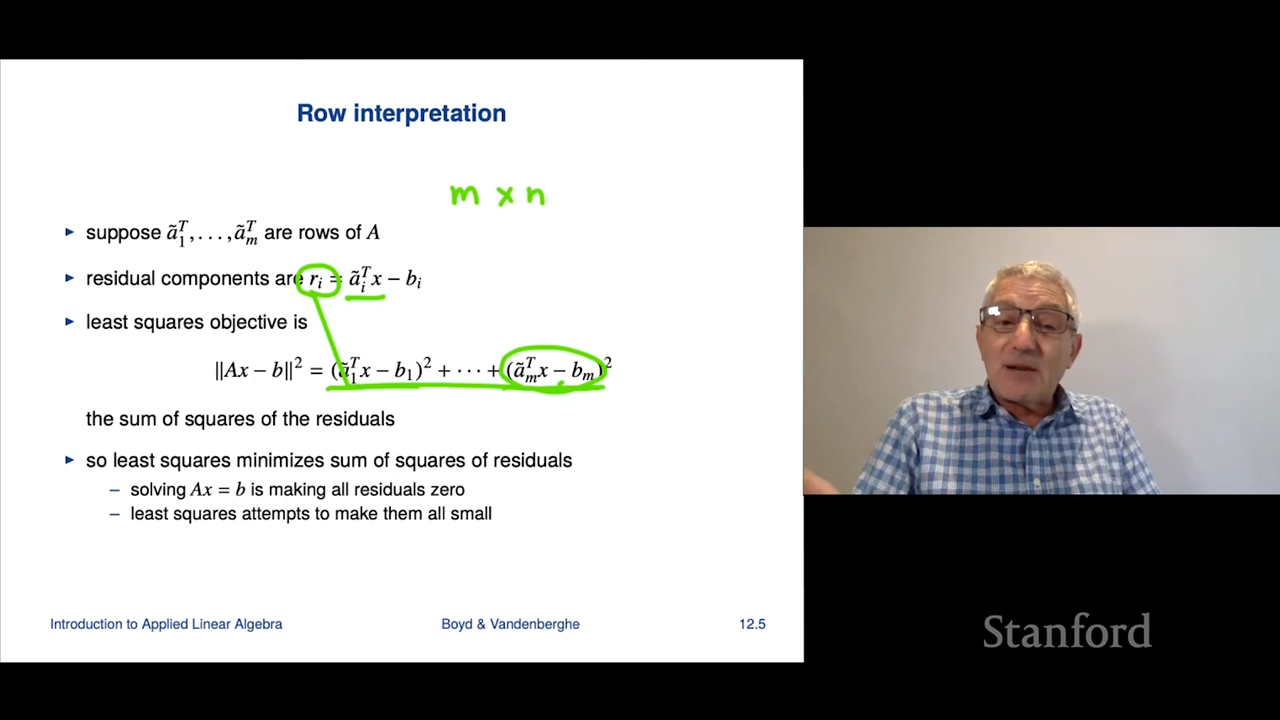 Row interpretation
m × n
▸ suppose ã₁ᵀ, . . . , ãₘᵀ are rows of A
▸ residual components are rᵢ = ãᵢᵀx − bᵢ
▸ least squares objective is
‖Ax − b‖² = (ã₁ᵀx − b₁)² + ⋯ + (ãₘᵀx − bₘ)²
the sum of squares of the residuals
▸ so least squares minimizes sum of squares of residuals
– solving Ax = b is making all residuals zero
– least squares attempts to make them all small
Introduction to Applied Linear Algebra
Boyd & Vandenberghe
12.5
Stanford